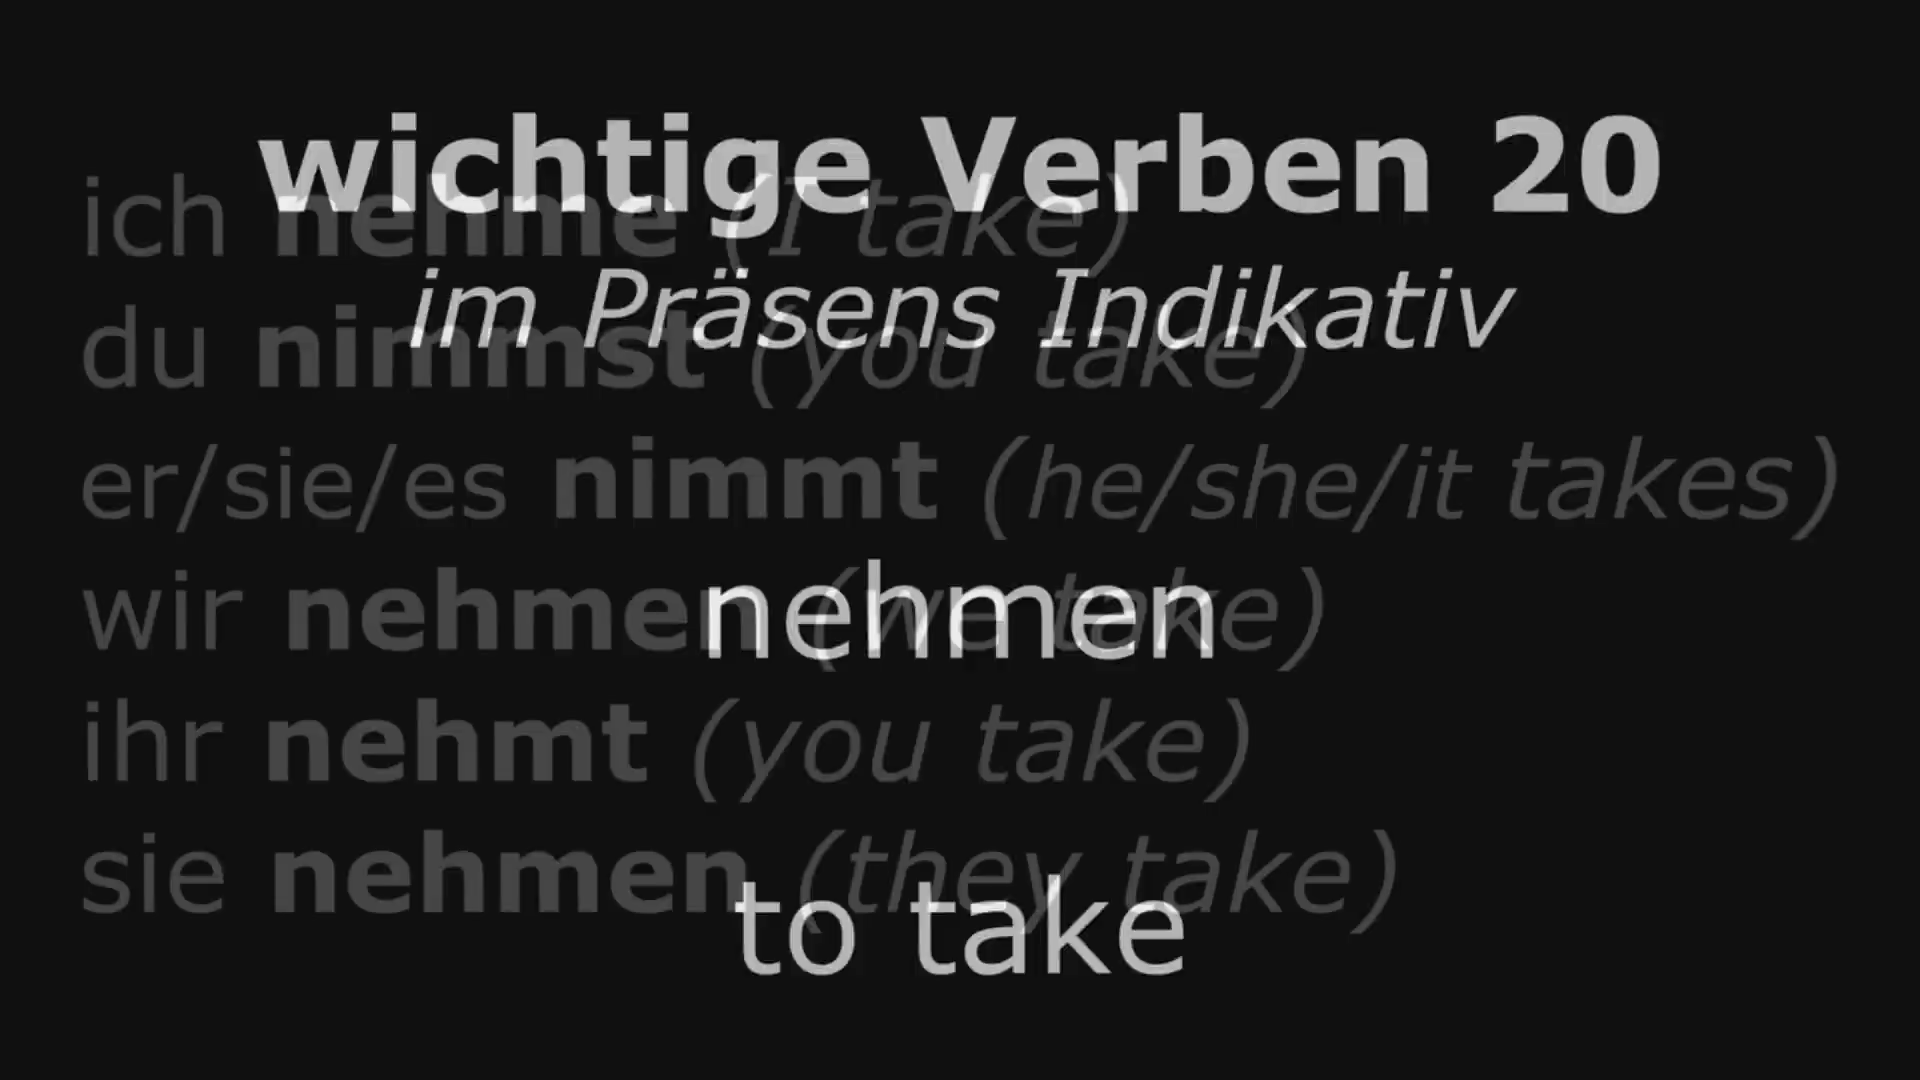 wichtige Verben 20
im Präsens Indikativ
nehmen
to take
ich nehme (I take)
du nimmst (you take)
er/sie/es nimmt (he/she/it takes)
wir nehmen (we take)
ihr nehmt (you take)
sie nehmen (they take)